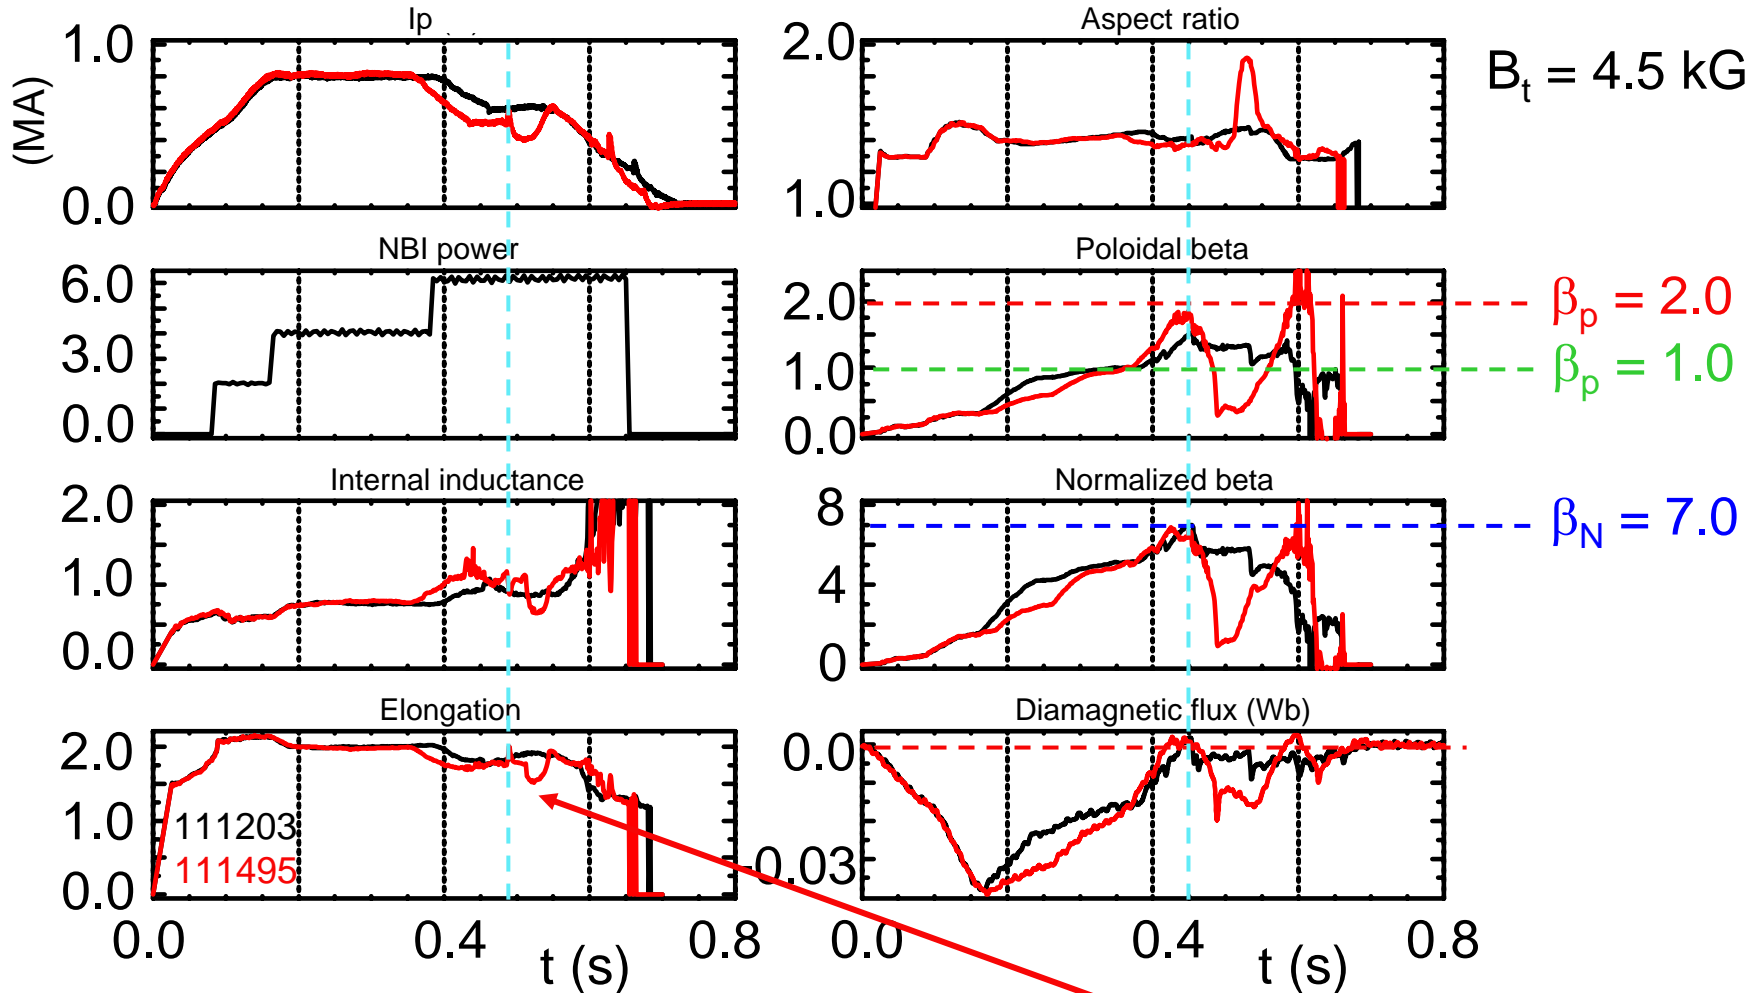 Ip
1.0
(MA)
0.0
Aspect ratio
2.0
1.0
Bt = 4.5 kG
NBI power
6.0
3.0
0.0
Poloidal beta
2.0
1.0
0.0
βp = 2.0
βp = 1.0
Internal inductance
2.0
1.0
0.0
Normalized beta
8
4
0
βN = 7.0
Elongation
2.0
1.0
0.0
111203
111495
Diamagnetic flux (Wb)
0.0
-0.03
0.0 0.4 0.8
t (s)
0.0 0.4 0.8
t (s)